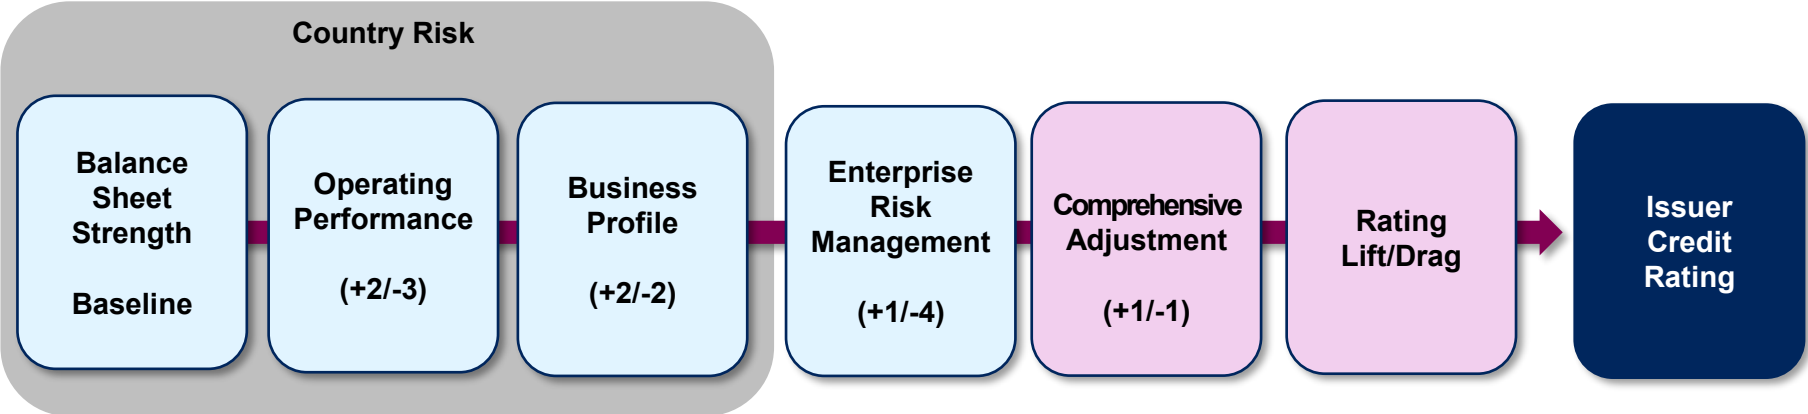 Country Risk
Balance
Sheet
Strength
Baseline
Operating
Performance
(+2/-3)
Business
Profile
(+2/-2)
Enterprise
Risk
Management
(+1/-4)
Comprehensive
Adjustment
(+1/-1)
Rating
Lift/Drag
Issuer
Credit
Rating